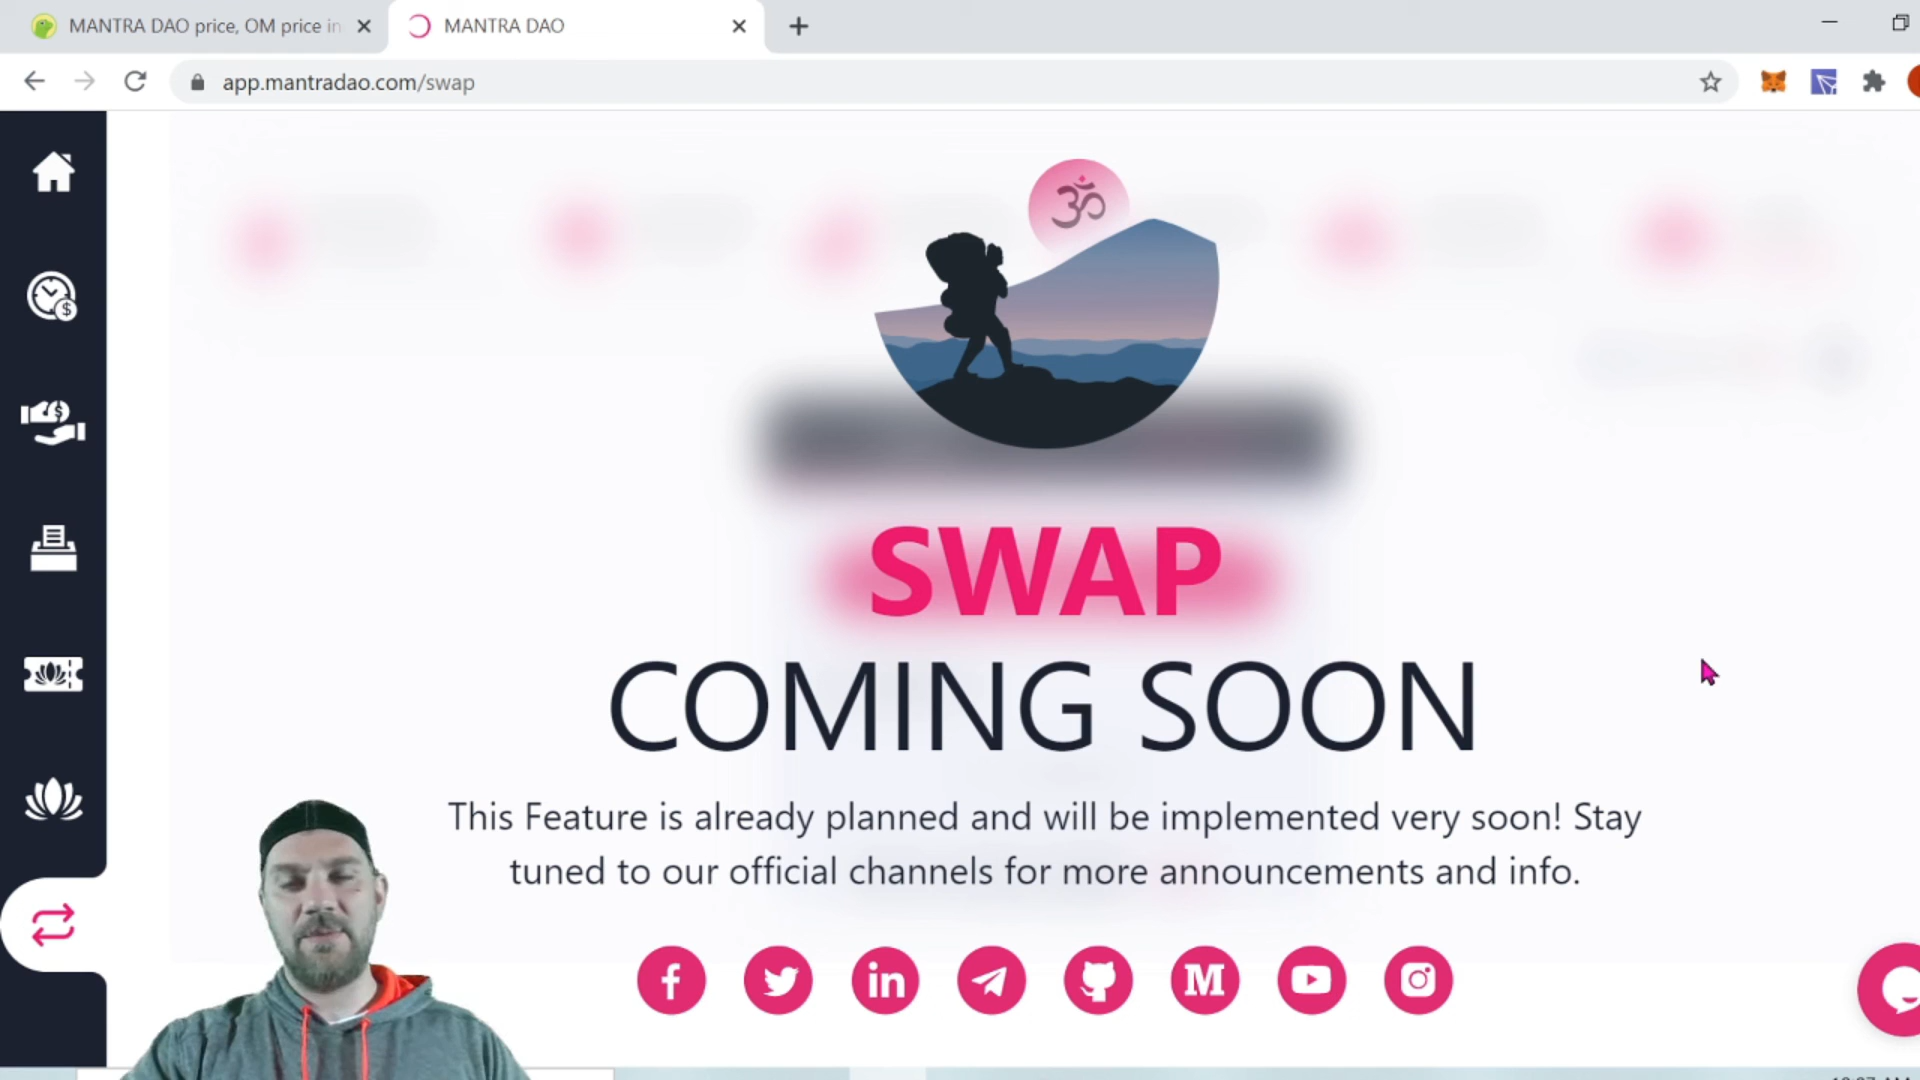 MANTRA DAO price, OM price in
MANTRA DAO
app.mantradao.com/swap
ॐ
SWAP
COMING SOON
This Feature is already planned and will be implemented very soon! Stay
tuned to our official channels for more announcements and info.